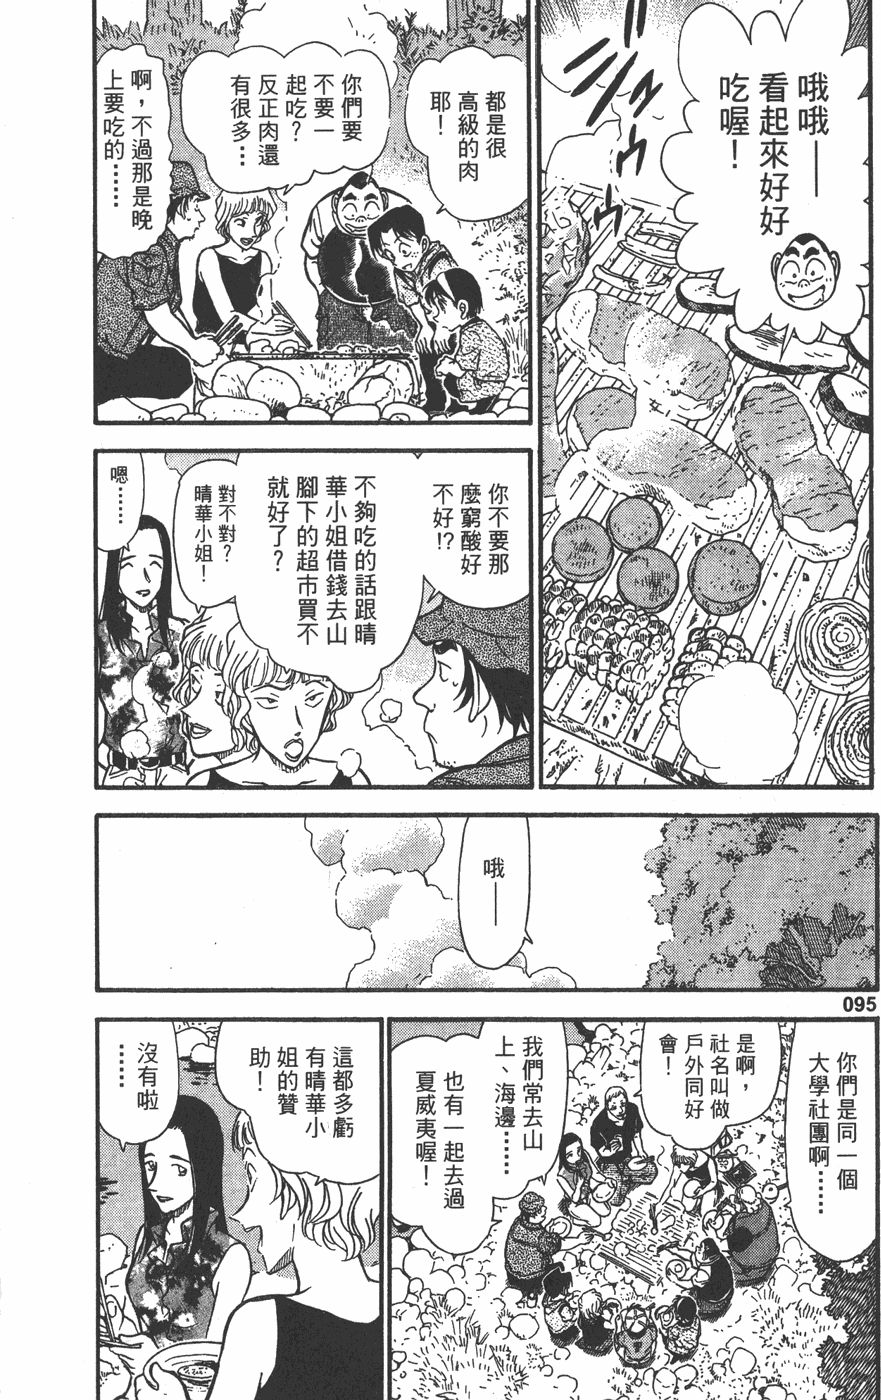 哦哦——
看起來好好
吃喔！
都是很
高級的肉
耶！
你們要
不要一
起吃？
反正肉還
有很多…
啊，不過那是晚
上要吃的……
你不要那
麼窮酸好
不好!?
不夠吃的話跟晴
華小姐借錢去山
腳下的超市買不
就好了？
對不對？
晴華小姐！
嗯……
哦——
095
你們是同一個
大學社團啊……
是啊，
社名叫做
戶外同好
會！
我們常去山
上、海邊……
也有一起去過
夏威夷喔！
這都多虧
有晴華小
姐的贊
助！
沒有啦
……